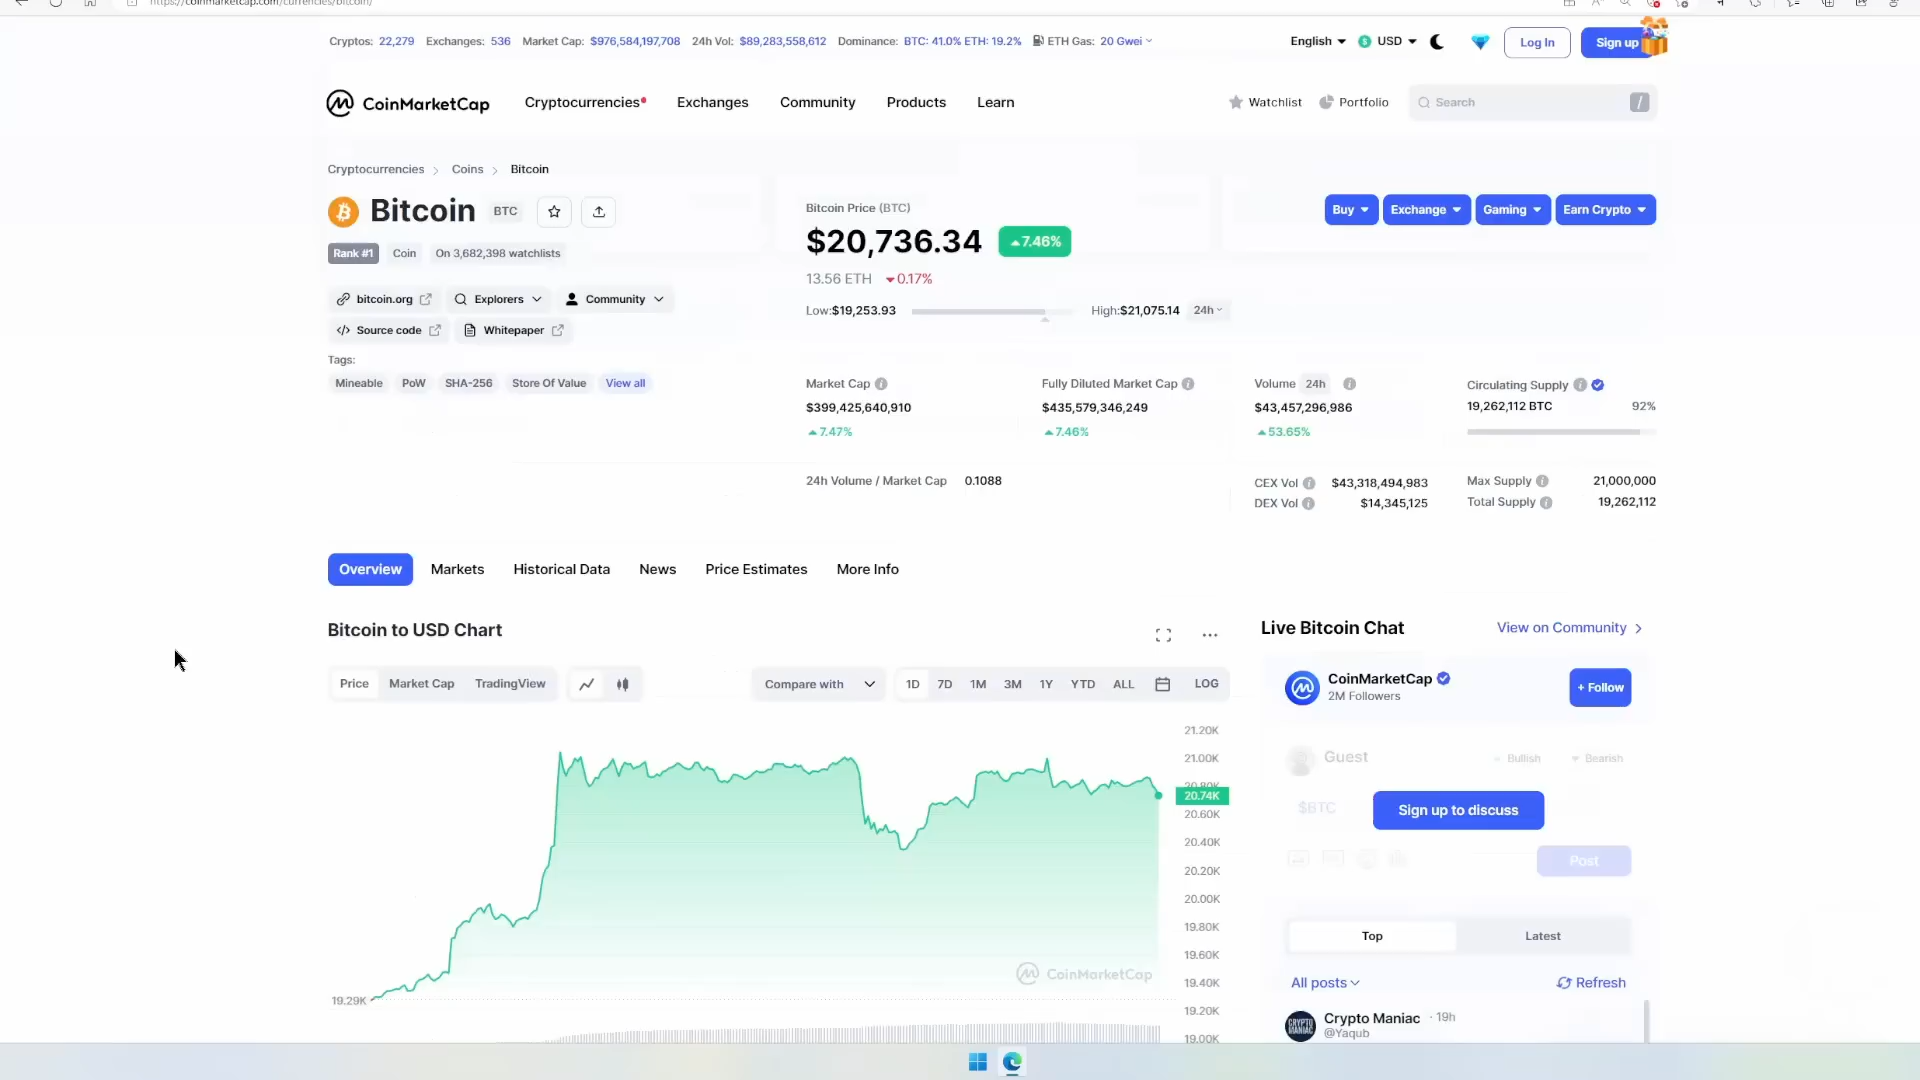 https://coinmarketcap.com/currencies/bitcoin/
Cryptos: 22,279 Exchanges: 536 Market Cap: $976,584,197,708 24h Vol: $89,283,558,612 Dominance: BTC: 41.0% ETH: 19.2% ETH Gas: 20 Gwei
English USD Log In Sign up
CoinMarketCap Cryptocurrencies Exchanges Community Products Learn
Watchlist Portfolio Search /
Cryptocurrencies Coins Bitcoin
Bitcoin BTC
Rank #1 Coin On 3,682,398 watchlists
bitcoin.org Explorers Community
Source code Whitepaper
Tags:
Mineable PoW SHA-256 Store Of Value View all
Bitcoin Price (BTC)
$20,736.34 7.46%
13.56 ETH 0.17%
Low:$19,253.93 High:$21,075.14 24h
Buy Exchange Gaming Earn Crypto
Market Cap
$399,425,640,910
7.47%
Fully Diluted Market Cap
$435,579,346,249
7.46%
Volume 24h
$43,457,296,986
53.65%
Circulating Supply
19,262,112 BTC 92%
24h Volume / Market Cap 0.1088
CEX Vol $43,318,494,983
DEX Vol $14,345,125
Max Supply 21,000,000
Total Supply 19,262,112
Overview Markets Historical Data News Price Estimates More Info
Bitcoin to USD Chart
Price Market Cap TradingView
Compare with 1D 7D 1M 3M 1Y YTD ALL LOG
21.20K
21.00K
20.80K
20.74K
20.60K
20.40K
20.20K
20.00K
19.80K
19.60K
19.40K
19.20K
19.00K
19.29K
CoinMarketCap
Live Bitcoin Chat View on Community
CoinMarketCap
2M Followers
+ Follow
Guest Bullish Bearish
$BTC
Sign up to discuss
Post
Top Latest
All posts Refresh
CRYPTO
MANIAC
Crypto Maniac · 19h
@Yaqub